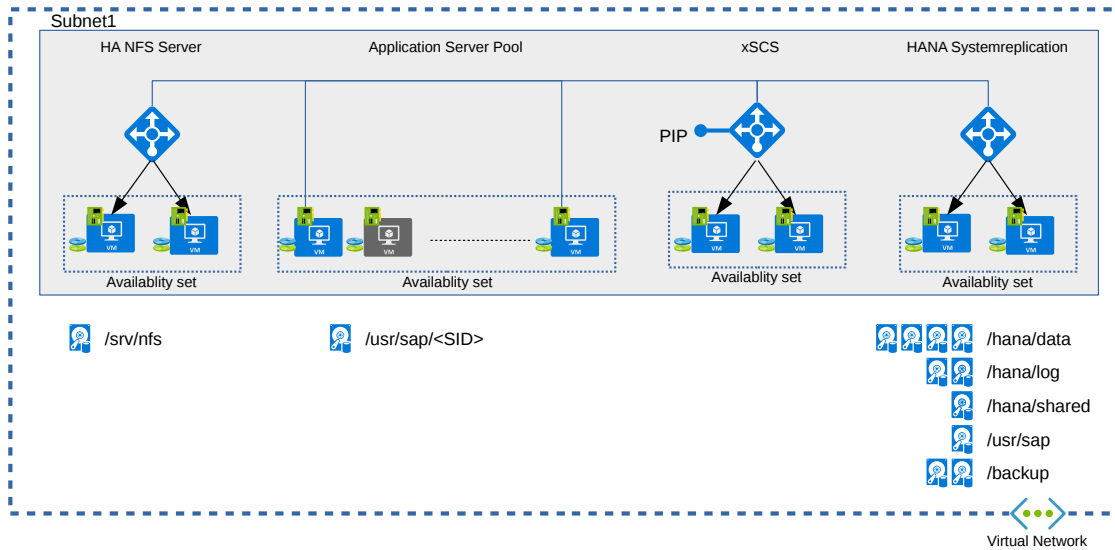 Subnet1
HA NFS Server
Application Server Pool
xSCS
HANA Systemreplication
PIP
VM
VM
VM
VM
VM
VM
VM
VM
VM
Availablity set
Availablity set
Availablity set
Availablity set
/srv/nfs
/usr/sap/<SID>
/hana/data
/hana/log
/hana/shared
/usr/sap
/backup
Virtual Network